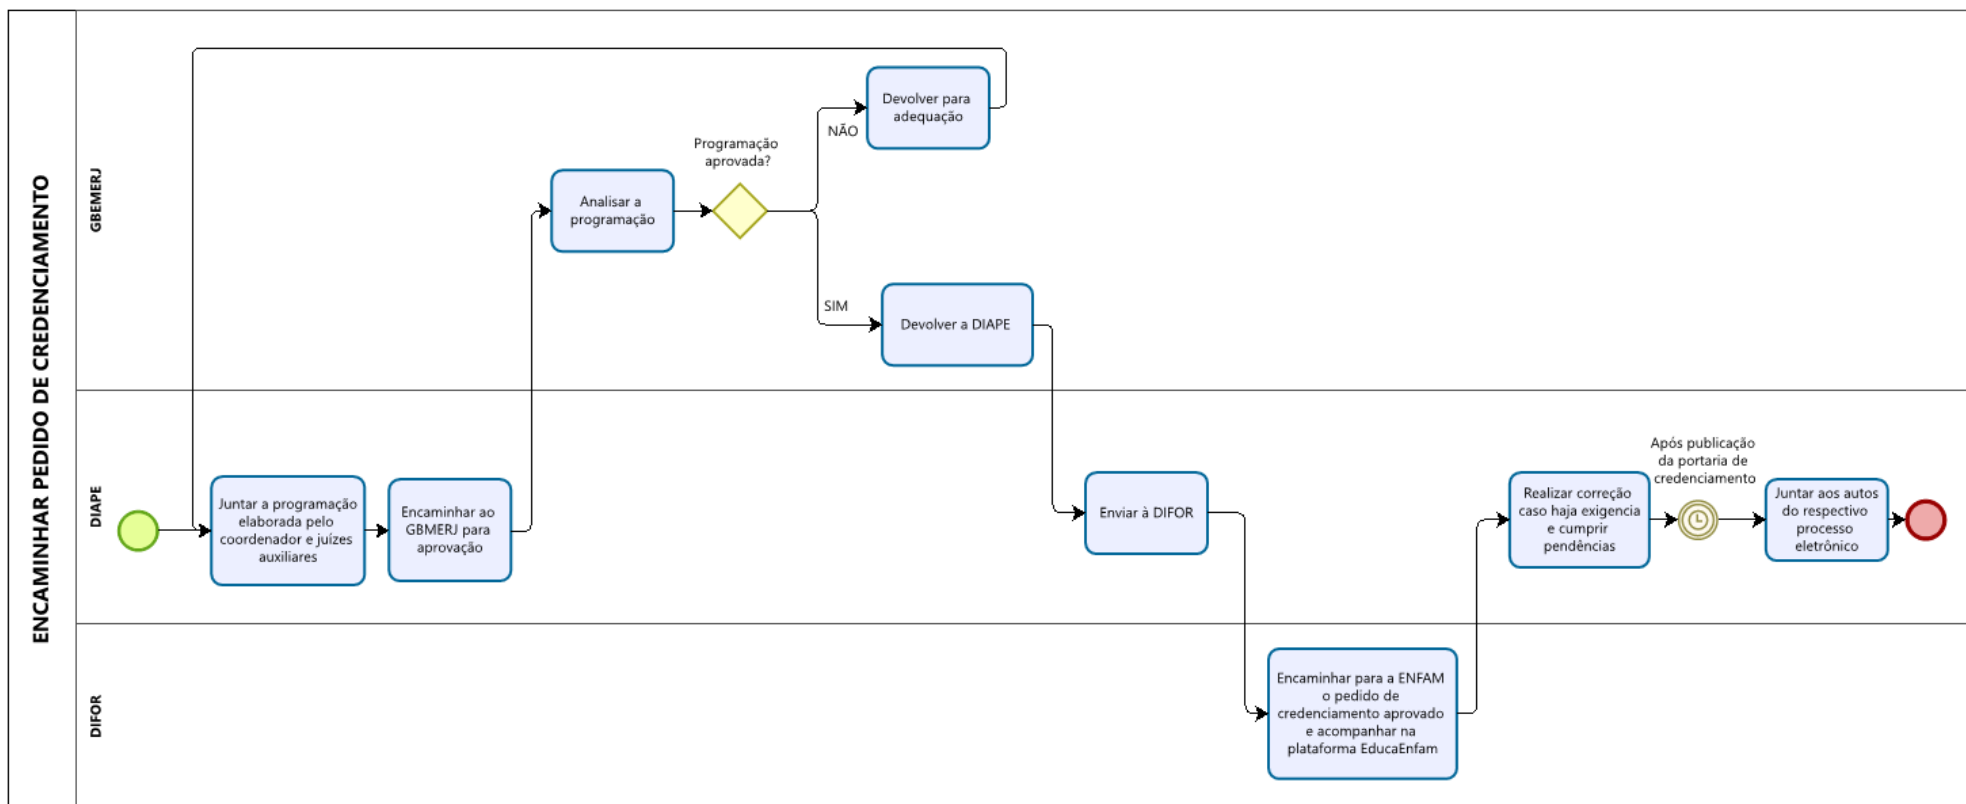 ENCAMINHAR PEDIDO DE CREDENCIAMENTO
GBEMERJ
Devolver para
adequação
NÃO
Programação
aprovada?
Analisar a
programação
SIM
Devolver a DIAPE
DIAPE
Juntar a programação
elaborada pelo
coordenador e juízes
auxiliares
Encaminhar ao
GBMERJ para
aprovação
Enviar à DIFOR
Realizar correção
caso haja exigencia
e cumprir
pendências
Após publicação
da portaria de
credenciamento
Juntar aos autos
do respectivo
processo
eletrônico
DIFOR
Encaminhar para a ENFAM
o pedido de
credenciamento aprovado
e acompanhar na
plataforma EducaEnfam